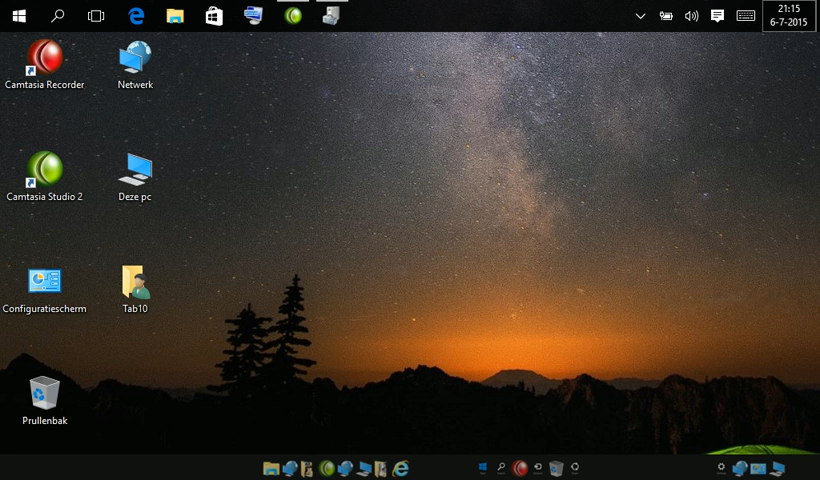 21:15
6-7-2015
Camtasia Recorder
Netwerk
Camtasia Studio 2
Deze pc
Configuratiescherm
Tab10
Prullenbak